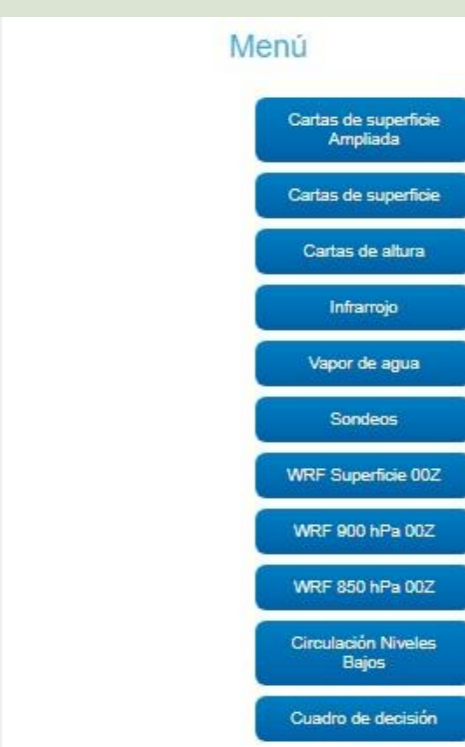 Menú
Cartas de superficie
Ampliada
Cartas de superficie
Cartas de altura
Infrarrojo
Vapor de agua
Sondeos
WRF Superficie 00Z
WRF 900 hPa 00Z
WRF 850 hPa 00Z
Circulación Niveles
Bajos
Cuadro de decisión